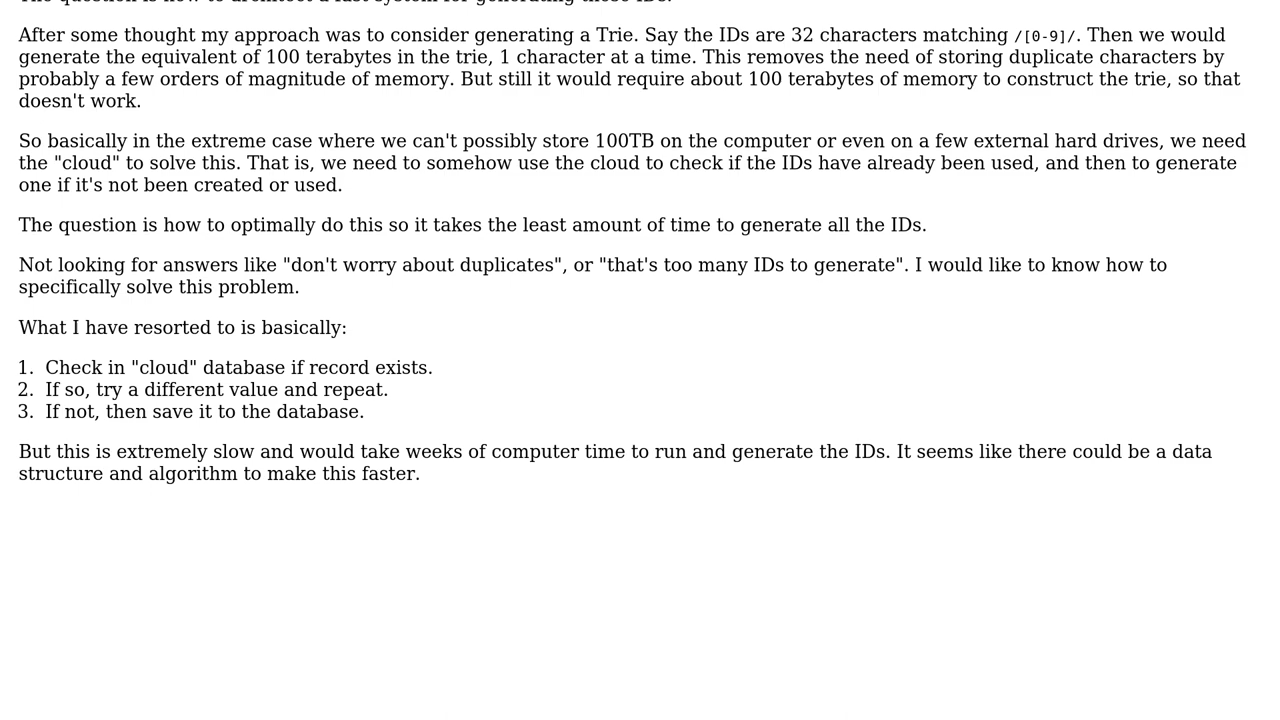 After some thought my approach was to consider generating a Trie. Say the IDs are 32 characters matching /[0-9]/. Then we would
generate the equivalent of 100 terabytes in the trie, 1 character at a time. This removes the need of storing duplicate characters by
probably a few orders of magnitude of memory. But still it would require about 100 terabytes of memory to construct the trie, so that
doesn't work.
So basically in the extreme case where we can't possibly store 100TB on the computer or even on a few external hard drives, we need
the "cloud" to solve this. That is, we need to somehow use the cloud to check if the IDs have already been used, and then to generate
one if it's not been created or used.
The question is how to optimally do this so it takes the least amount of time to generate all the IDs.
Not looking for answers like "don't worry about duplicates", or "that's too many IDs to generate". I would like to know how to
specifically solve this problem.
What I have resorted to is basically:
1. Check in "cloud" database if record exists.
2. If so, try a different value and repeat.
3. If not, then save it to the database.
But this is extremely slow and would take weeks of computer time to run and generate the IDs. It seems like there could be a data
structure and algorithm to make this faster.